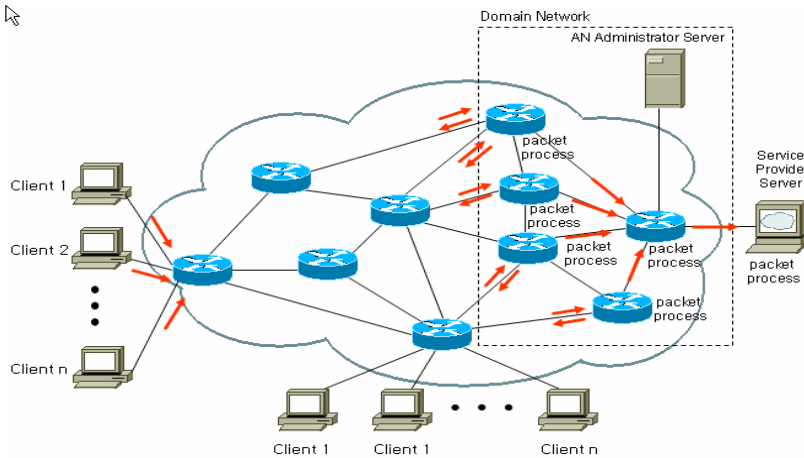 Domain Network
AN Administrator Server
packet
process
Service
Provide
Server
Client 1
packet
process
Client 2
packet
process
packet
process
packet
process
packet
process
Client n
Client 1
Client 1
Client n